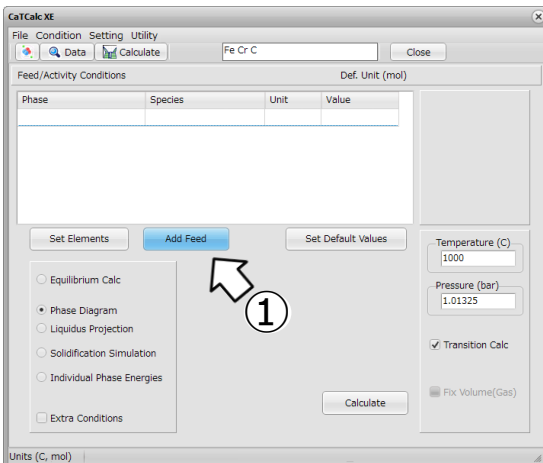 CaTCalc XE
File Condition Setting Utility
Data Calculate Fe Cr C Close
Feed/Activity Conditions Def. Unit (mol)
Phase Species Unit Value
Set Elements Add Feed Set Default Values
Temperature (C)
1000
Equilibrium Calc
Pressure (bar)
1.01325
Phase Diagram
1
Liquidus Projection
Transition Calc
Solidification Simulation
Individual Phase Energies
Fix Volume(Gas)
Calculate
Extra Conditions
Units (C, mol)